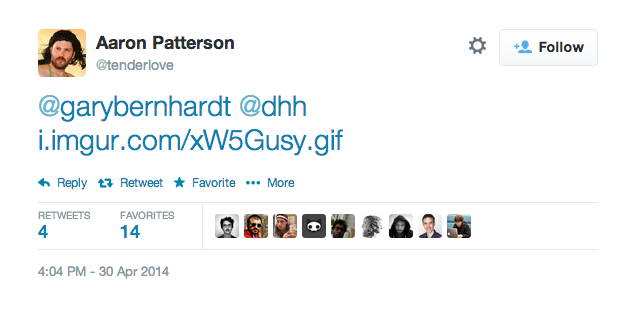 Aaron Patterson
@tenderlove
Follow
@garybernhardt @dhh
i.imgur.com/xW5Gusy.gif
Reply Retweet Favorite ••• More
RETWEETS FAVORITES
4 14
4:04 PM - 30 Apr 2014